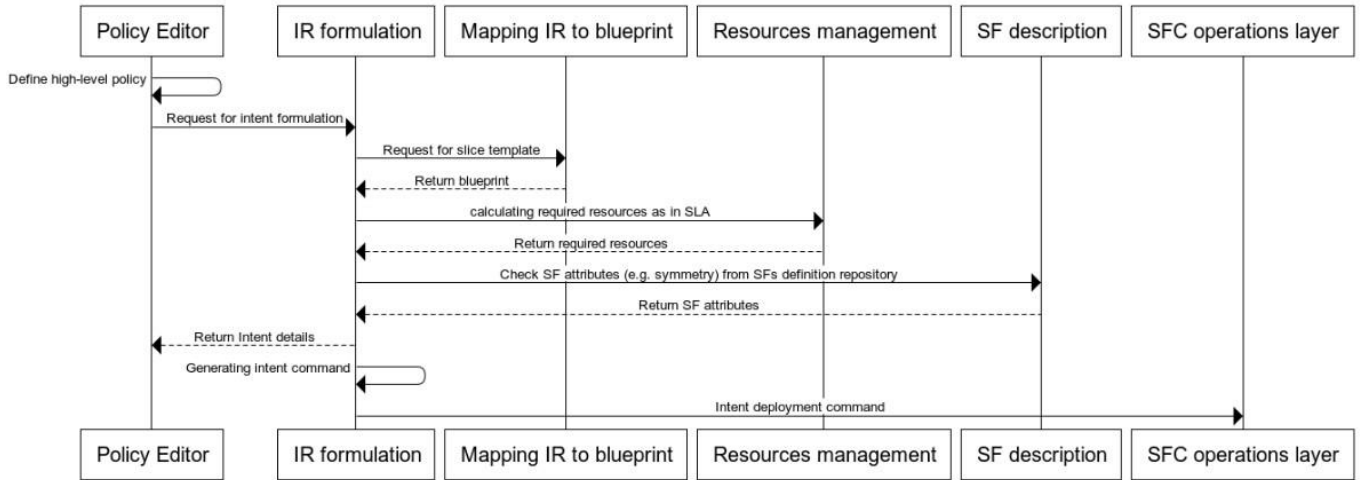 Policy Editor
IR formulation
Mapping IR to blueprint
Resources management
SF description
SFC operations layer
Define high-level policy
Request for intent formulation
Request for slice template
Return blueprint
calculating required resources as in SLA
Return required resources
Check SF attributes (e.g. symmetry) from SFs definition repository
Return SF attributes
Return Intent details
Generating intent command
Intent deployment command
Policy Editor
IR formulation
Mapping IR to blueprint
Resources management
SF description
SFC operations layer